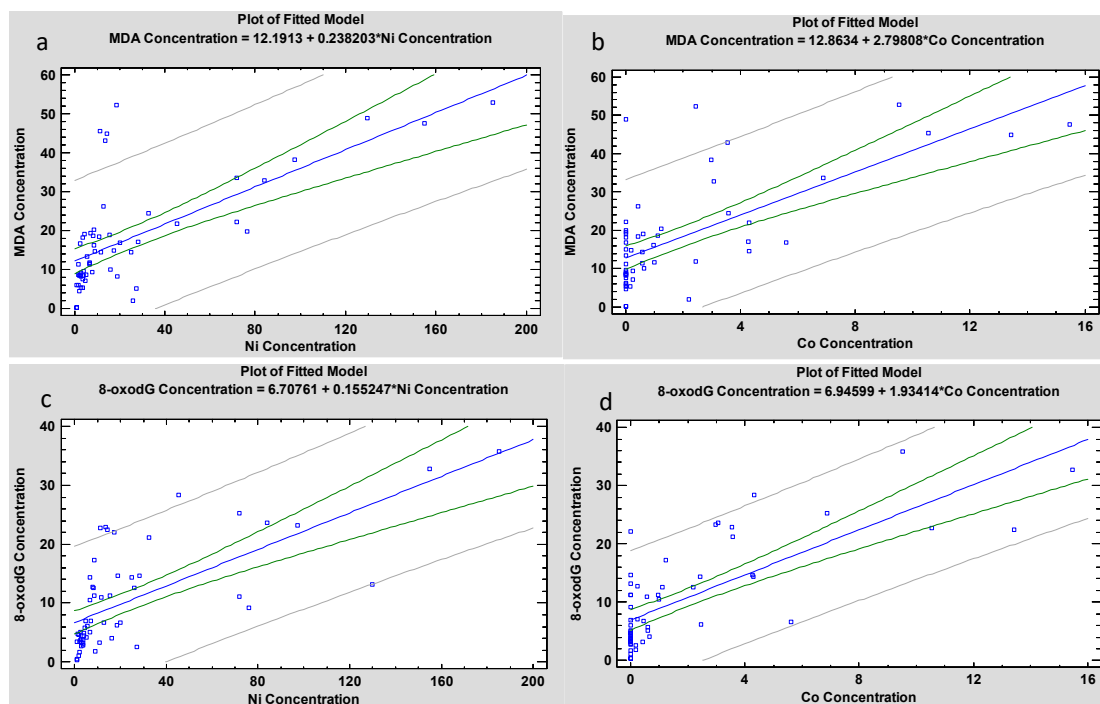 a
Plot of Fitted Model
MDA Concentration = 12.1913 + 0.238203*Ni Concentration
MDA Concentration
60
50
40
30
20
10
0
0 40 80 120 160 200
Ni Concentration
b
Plot of Fitted Model
MDA Concentration = 12.8634 + 2.79808*Co Concentration
MDA Concentration
60
50
40
30
20
10
0
0 4 8 12 16
Co Concentration
c
Plot of Fitted Model
8-oxodG Concentration = 6.70761 + 0.155247*Ni Concentration
8-oxodG Concentration
40
30
20
10
0
0 40 80 120 160 200
Ni Concentration
d
Plot of Fitted Model
8-oxodG Concentration = 6.94599 + 1.93414*Co Concentration
8-oxodG Concentration
40
30
20
10
0
0 4 8 12 16
Co Concentration